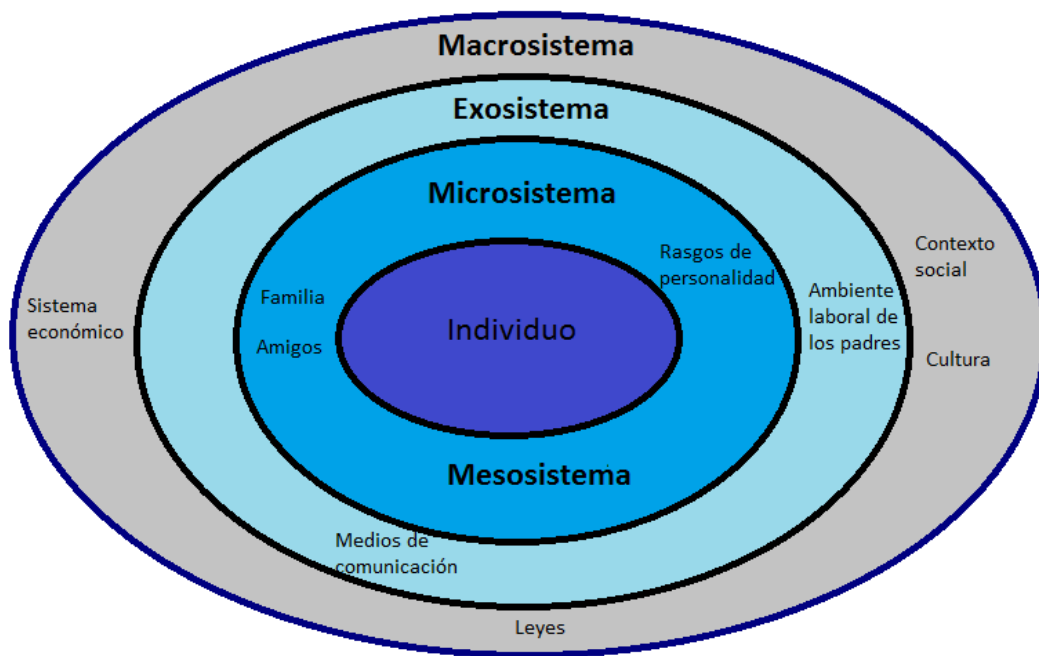 Macrosistema
Exosistema
Microsistema
Rasgos de
personalidad
Contexto
social
Familia
Ambiente
laboral de
los padres
Sistema
económico
Individuo
Amigos
Cultura
Mesosistema
Medios de
comunicación
Leyes